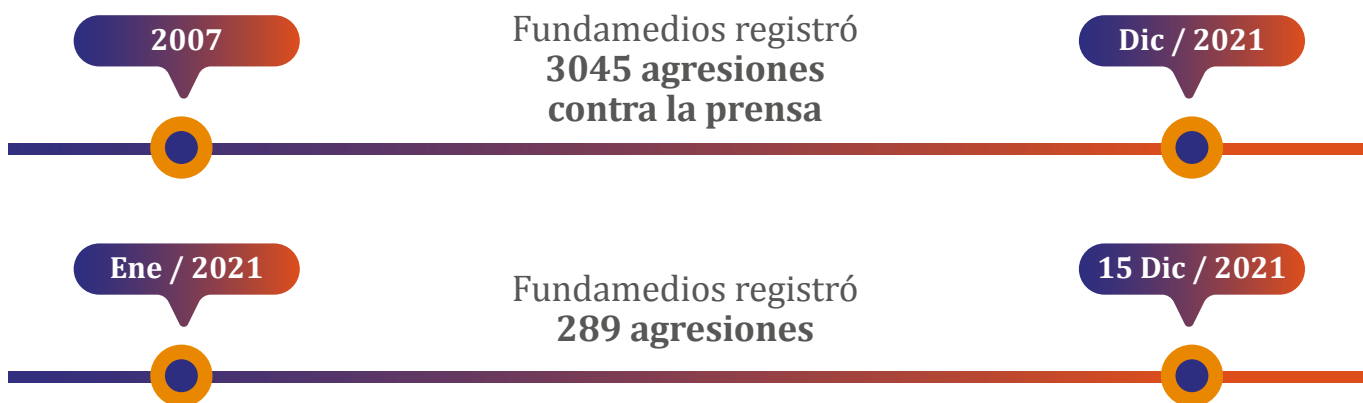 2007
Fundamedios registró
3045 agresiones
contra la prensa
Dic / 2021
Ene / 2021
Fundamedios registró
289 agresiones
15 Dic / 2021